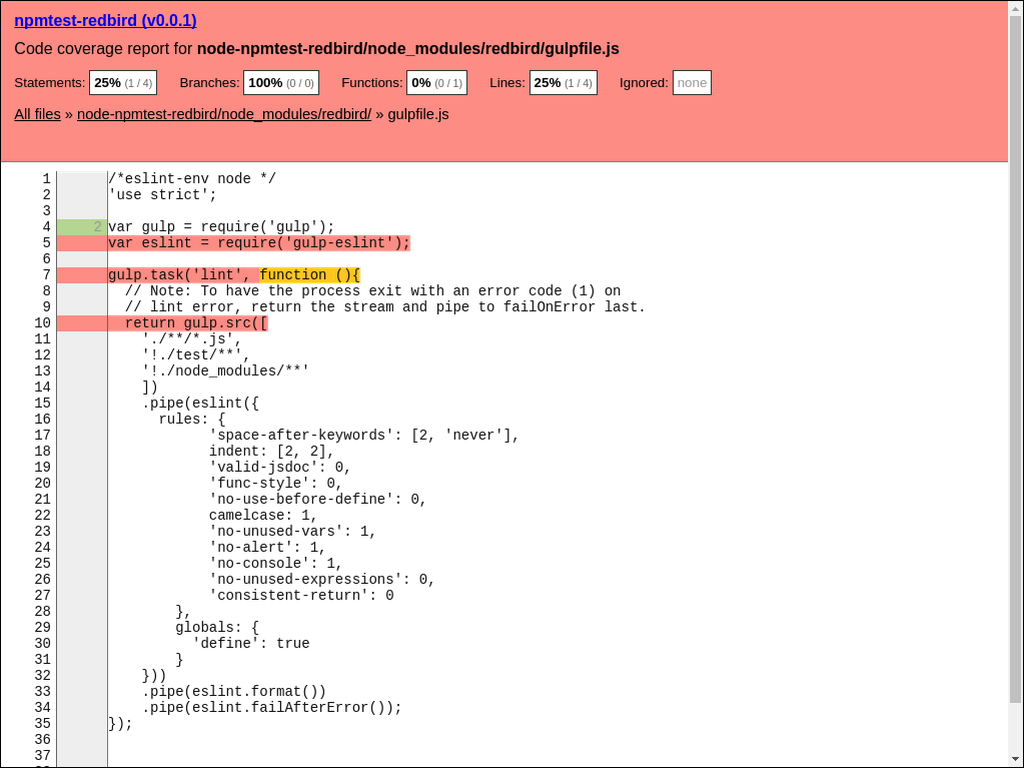 npmtest-redbird (v0.0.1)
Code coverage report for node-npmtest-redbird/node_modules/redbird/gulpfile.js
Statements: 25% (1 / 4) Branches: 100% (0 / 0) Functions: 0% (0 / 1) Lines: 25% (1 / 4) Ignored: none
All files » node-npmtest-redbird/node_modules/redbird/ » gulpfile.js
1 /*eslint-env node */
2 'use strict';
3
4 2 var gulp = require('gulp');
5 var eslint = require('gulp-eslint');
6
7 gulp.task('lint', function (){
8   // Note: To have the process exit with an error code (1) on
9   // lint error, return the stream and pipe to failOnError last.
10   return gulp.src([
11     './**/*.js',
12     '!./test/**',
13     '!./node_modules/**'
14     ])
15     .pipe(eslint({
16       rules: {
17             'space-after-keywords': [2, 'never'],
18             indent: [2, 2],
19             'valid-jsdoc': 0,
20             'func-style': 0,
21             'no-use-before-define': 0,
22             camelcase: 1,
23             'no-unused-vars': 1,
24             'no-alert': 1,
25             'no-console': 1,
26             'no-unused-expressions': 0,
27             'consistent-return': 0
28         },
29         globals: {
30           'define': true
31         }
32     }))
33     .pipe(eslint.format())
34     .pipe(eslint.failAfterError());
35 });
36
37